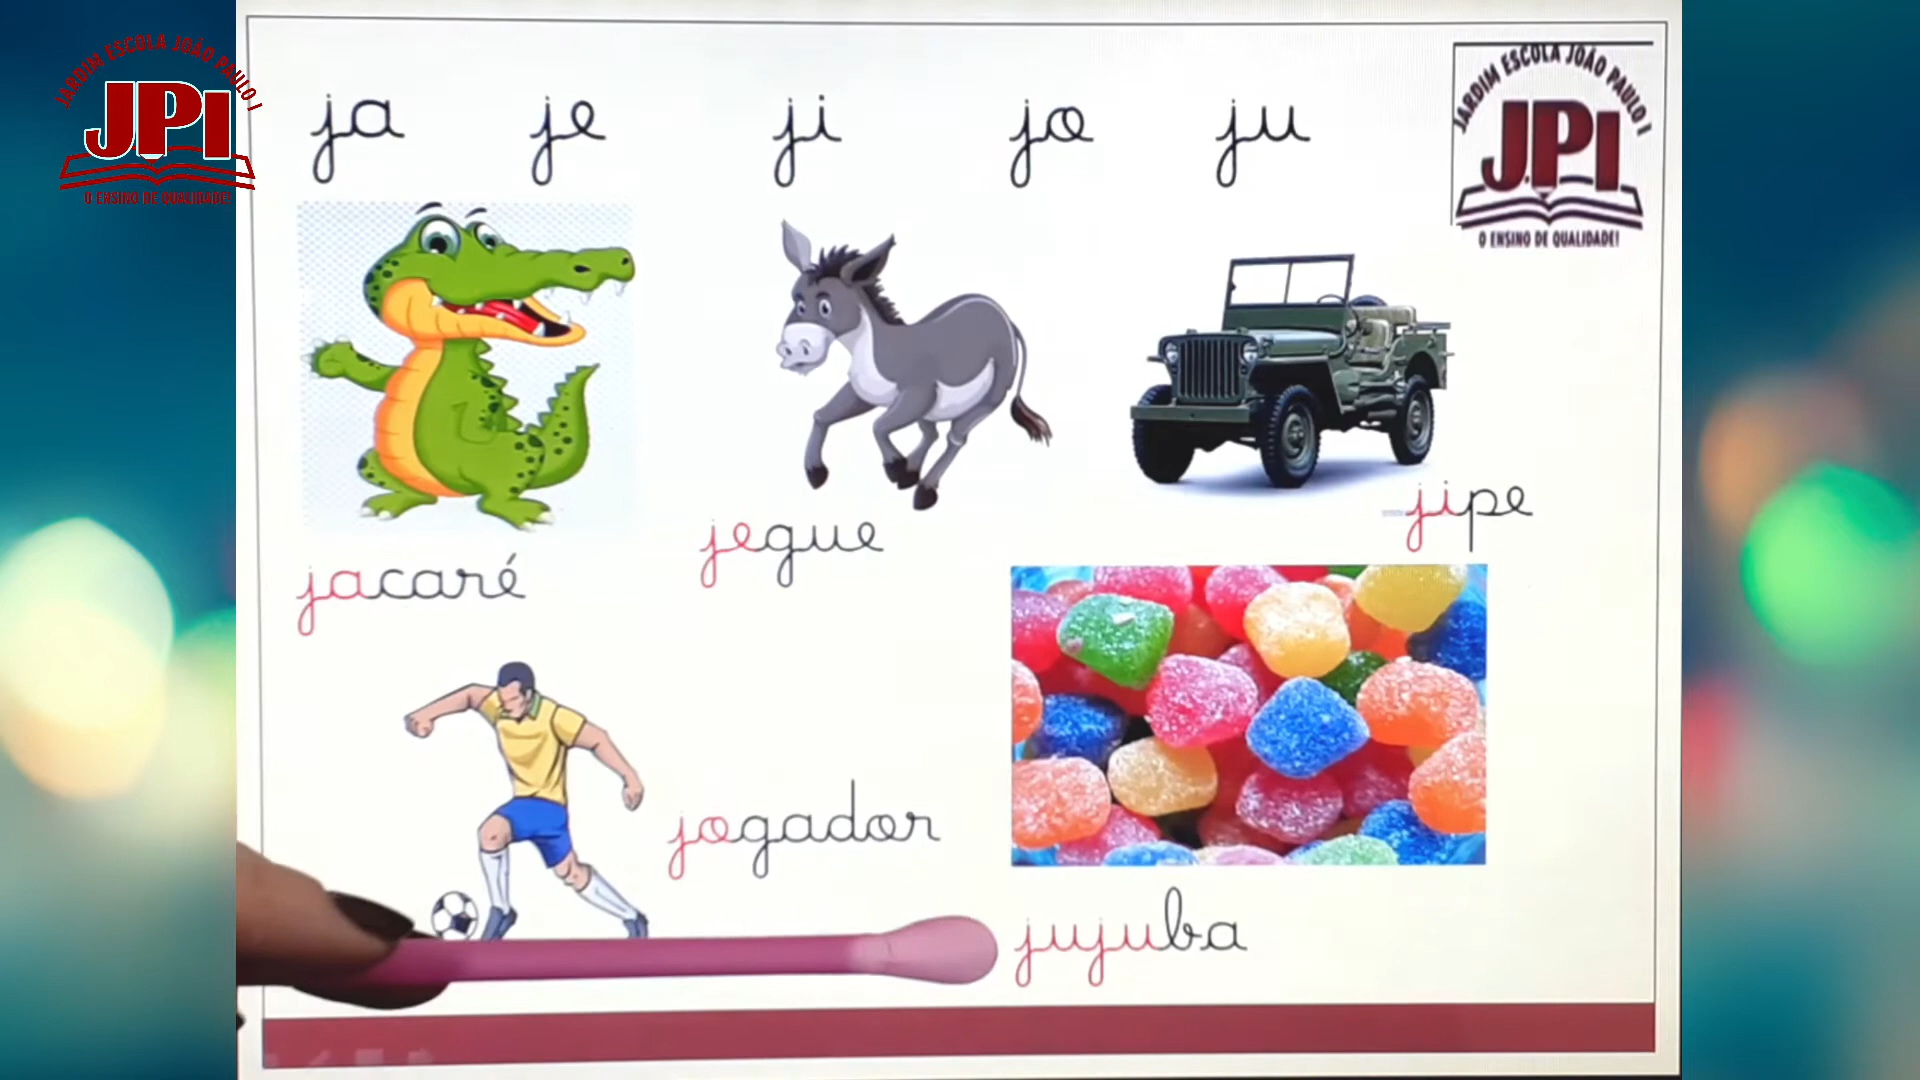 JARDIM ESCOLA JOÃO PAULO I
JPI
O ENSINO DE QUALIDADE!
ja je ji jo ju
JARDIM ESCOLA JOÃO PAULO I
J.P.I
O ENSINO DE QUALIDADE!
jacaré
jegue
jipe
jogador
jujuba